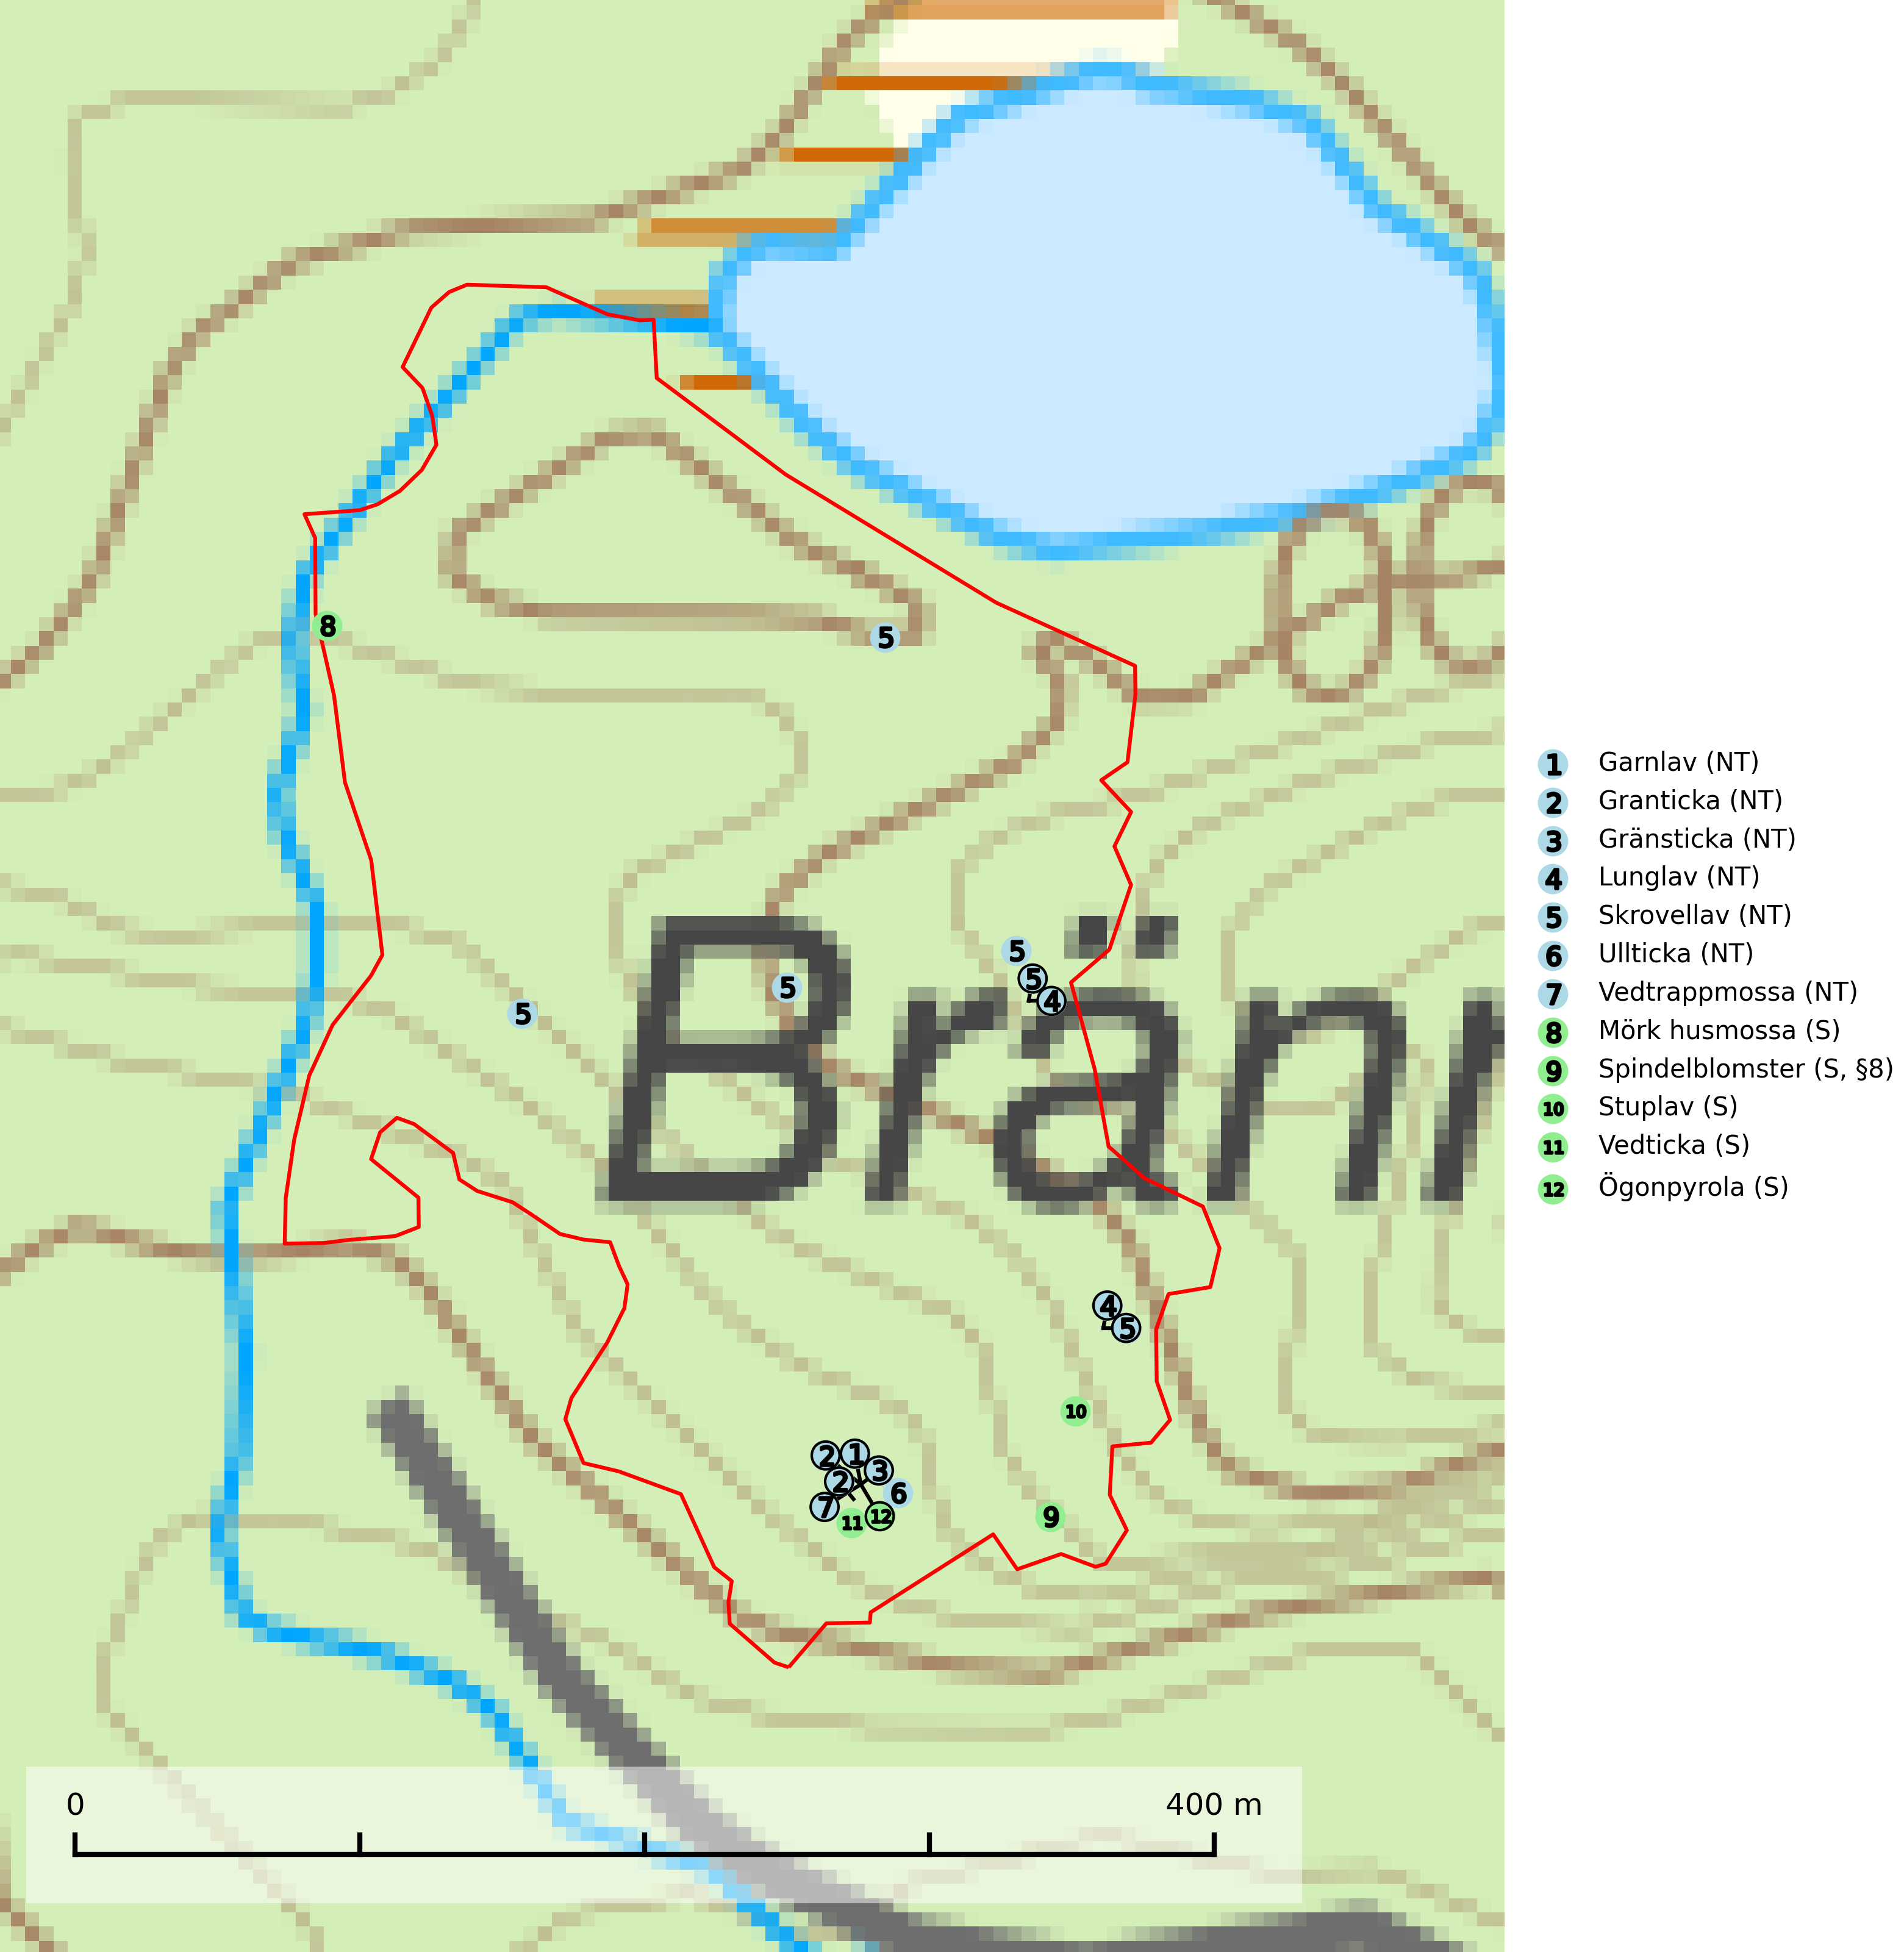 8
5
5
5
5
5
4
Bränn
4
5
10
2
1
3
2
6
7
11
12
9
1 Garnlav (NT)
2 Granticka (NT)
3 Gränsticka (NT)
4 Lunglav (NT)
5 Skrovellav (NT)
6 Ullticka (NT)
7 Vedtrappmossa (NT)
8 Mörk husmossa (S)
9 Spindelblomster (S, §8)
10 Stuplav (S)
11 Vedticka (S)
12 Ögonpyrola (S)
0
400 m